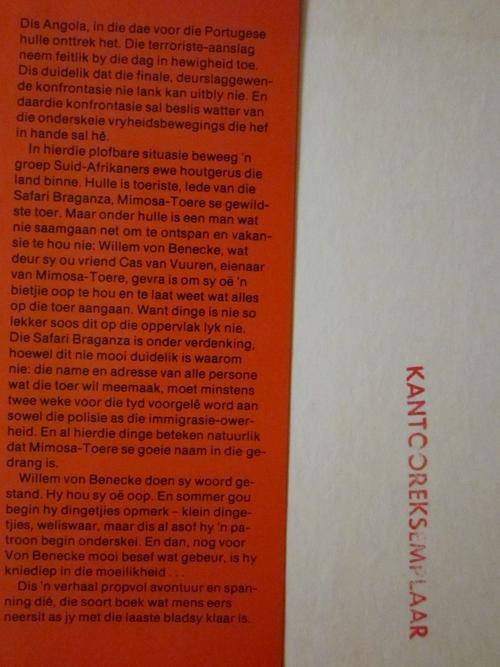 Dis Angola, in die dae voor die Portugese
hulle onttrek het. Die terroriste-aanslag
neem feitlik by die dag in hewigheid toe.
Dis duidelik dat die finale, deurslaggewen-
de konfrontasie nie lank kan uitbly nie. En
daardie konfrontasie sal beslis watter van
die onderskeie vryheidsbewegings die hef
in hande sal hê.
In hierdie plofbare situasie beweeg 'n
groep Suid-Afrikaners ewe houtgerus die
land binne. Hulle is toeriste, lede van die
Safari Braganza, Mimosa-Toere se gewild-
ste toer. Maar onder hulle is een man wat
nie saamgaan net om te ontspan en vakan-
sie te hou nie: Willem von Benecke, wat
deur sy ou vriend Cas van Vuuren, eienaar
van Mimosa-Toere, gevra is om sy oë 'n
bietjie oop te hou en te laat weet wat alles
op die toer aangaan. Want dinge is nie so
lekker soos dit op die oppervlak lyk nie.
Die Safari Braganza is onder verdenking,
hoewel dit nie mooi duidelik is waarom
nie: die name en adresse van alle persone
wat die toer wil meemaak, moet minstens
twee weke voor die tyd voorgelê word aan
sowel die polisie as die immigrasie-ower-
heid. En al hierdie dinge beteken natuurlik
dat Mimosa-Toere se goeie naam in die ge-
drang is.
Willem von Benecke doen sy woord ge-
stand. Hy hou sy oë oop. En sommer gou
begin hy dingetjies opmerk – klein dinge-
tjies, weliswaar, maar dis al asof hy 'n pa-
troon begin onderskei. En dan, nog voor
Von Benecke mooi besef wat gebeur, is hy
kniediep in die moeilikheid . . .
Dis 'n verhaal propvol avontuur en span-
ning dié, die soort boek wat mens eers
neersit as jy met die laaste bladsy klaar is.
KANTOOREKSEMPLAAR